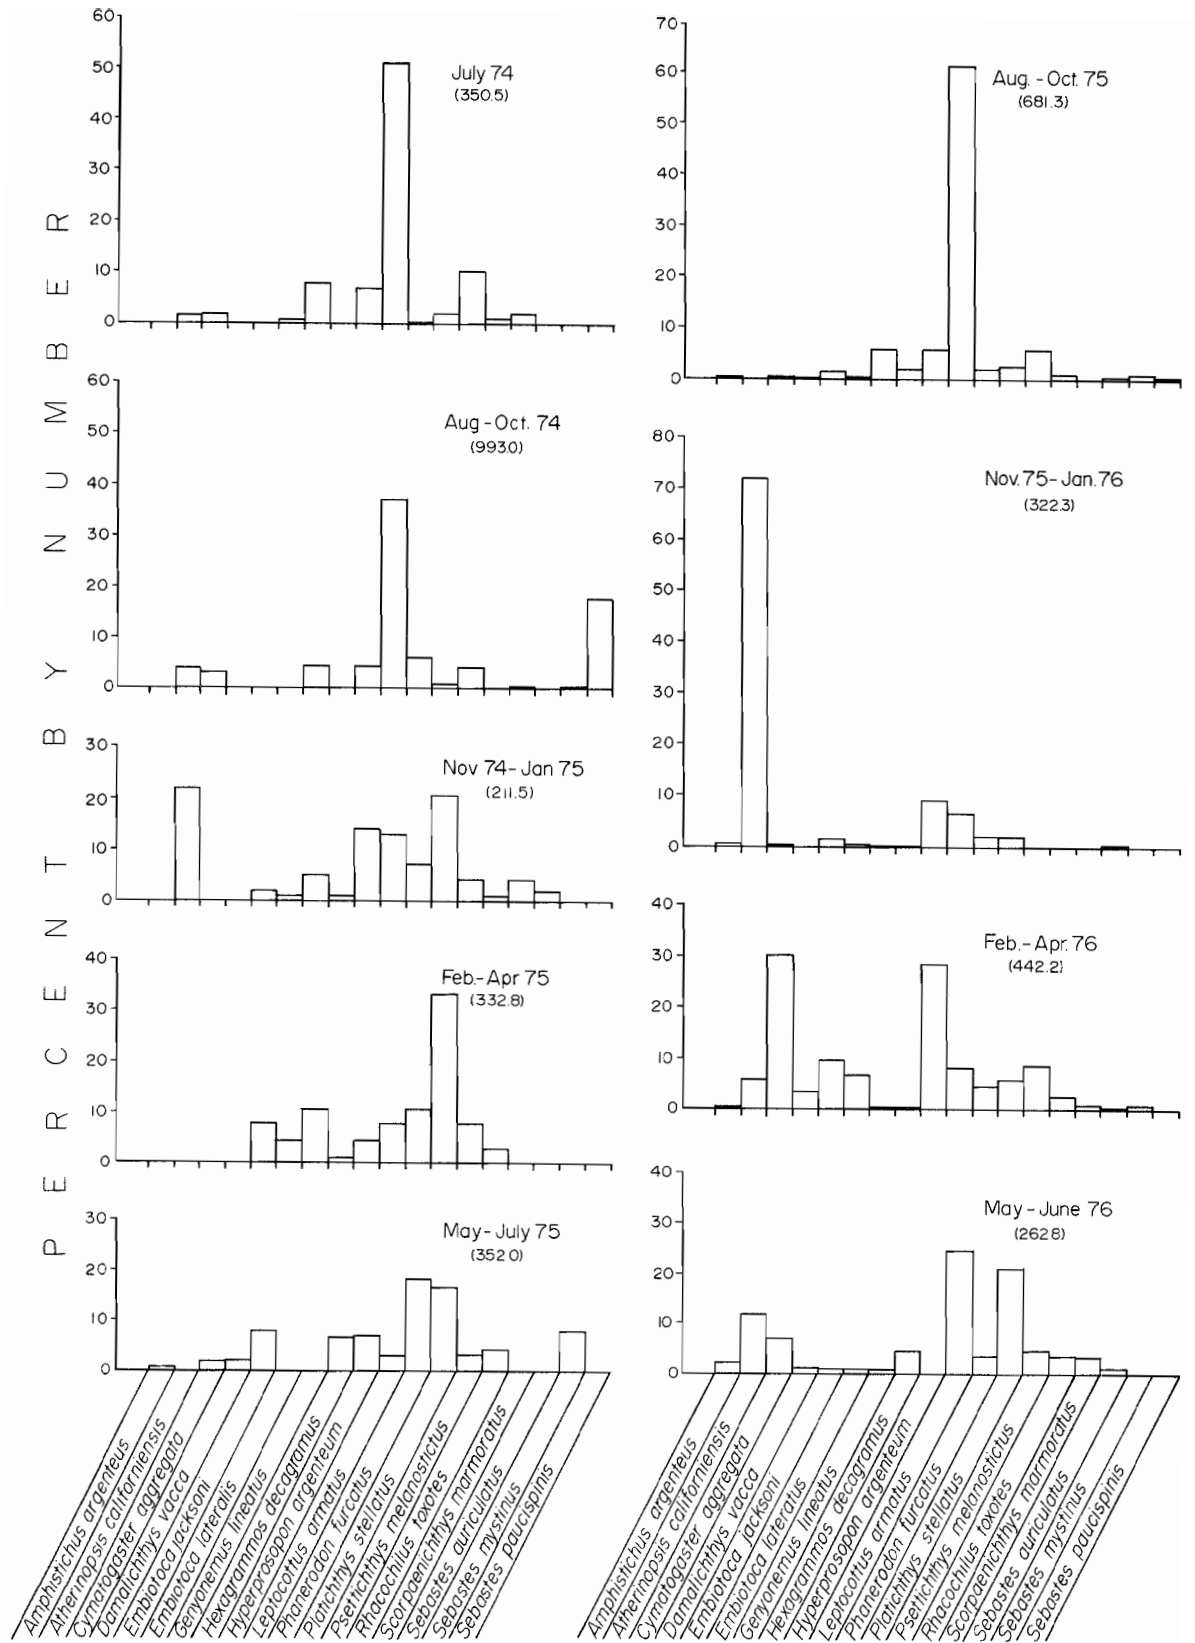 PERCENT BY NUMBER
60
50
40
30
20
10
0
July 74
(350.5)
60
50
40
30
20
10
0
Aug-Oct. 74
(993.0)
30
20
10
0
Nov 74-Jan 75
(211.5)
40
30
20
10
0
Feb.-Apr 75
(332.8)
30
20
10
0
May-July 75
(352 0)
Amphistichus argenteus
Atherinopsis californiensis
Cymatogaster aggregata
Damalichthys vacca
Embiotoca jacksoni
Embiotoca lateralis
Genyonemus lineatus
Hexagrammos decagramus
Hyperprosopon argenteum
Leptocottus armatus
Phanerodon furcatus
Platichthys stellatus
Psettichthys melanostictus
Rhacochilus toxotes
Scorpaenichthys marmoratus
Sebastes auriculatus
Sebastes mystinus
Sebastes paucispinis
70
60
50
40
30
20
10
0
Aug.-Oct. 75
(681.3)
80
70
60
50
40
30
20
10
0
Nov. 75-Jan. 76
(322.3)
40
30
20
10
0
Feb.-Apr. 76
(442.2)
40
30
20
10
0
May-June 76
(262 8)
Amphistichus argenteus
Atherinopsis californiensis
Cymatogaster aggregata
Damalichthys vacca
Embiotoca jacksoni
Embiotoca lateratus
Genyonemus lineatus
Hexagrammos decagramus
Hyperprosopon argenteum
Leptocottus armatus
Phanerodon furcatus
Platichthys stellatus
Psettichthys melanostictus
Rhacochilus toxotes
Scorpaenichthys marmoratus
Sebastes auriculatus
Sebastes mystinus
Sebastes paucispinis